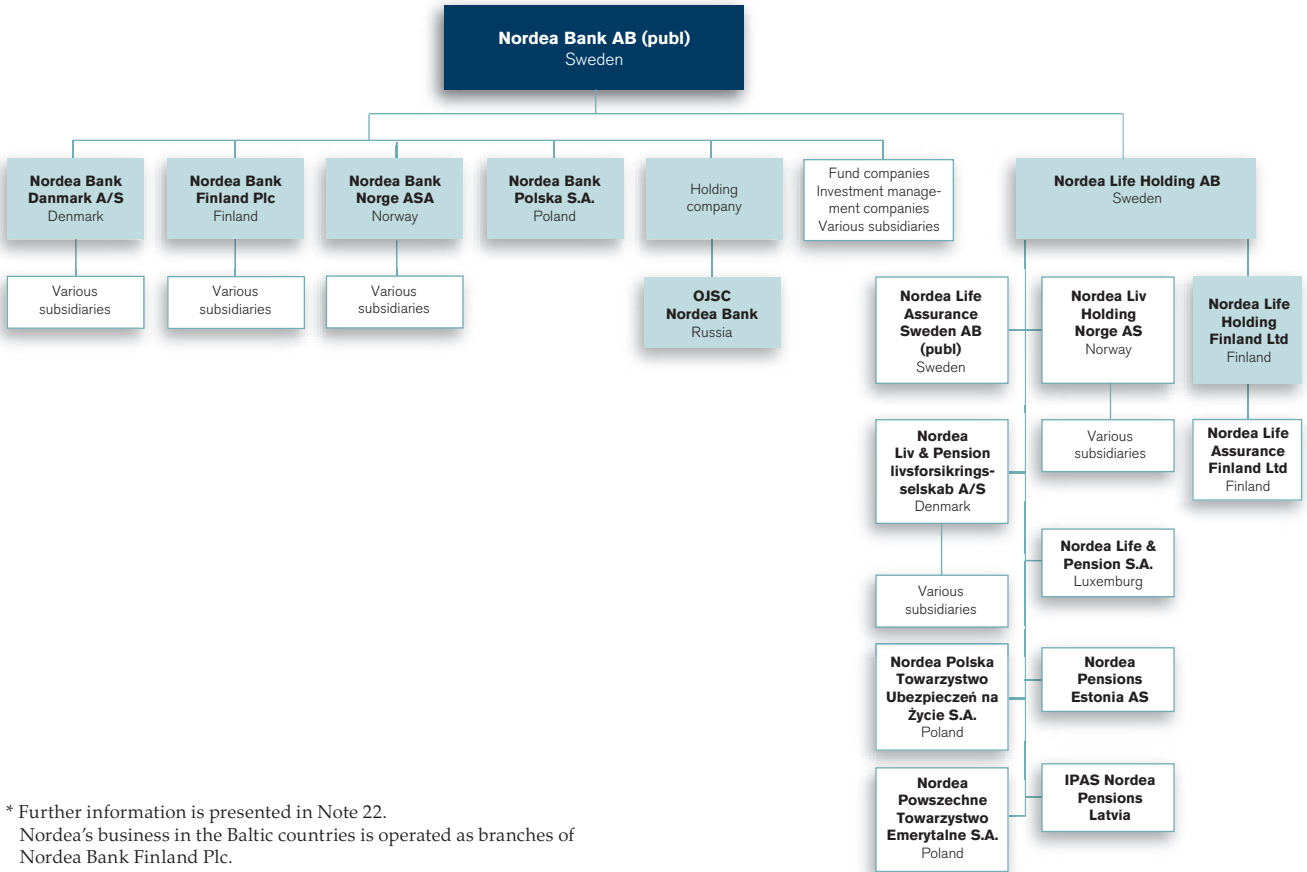 Nordea Bank AB (publ)
Sweden
Nordea Bank
Danmark A/S
Denmark
Nordea Bank
Finland Plc
Finland
Nordea Bank
Norge ASA
Norway
Nordea Bank
Polska S.A.
Poland
Holding
company
Fund companies
Investment manage-
ment companies
Various subsidiaries
Nordea Life Holding AB
Sweden
Various
subsidiaries
Various
subsidiaries
Various
subsidiaries
OJSC
Nordea Bank
Russia
Nordea Life
Assurance
Sweden AB
(publ)
Sweden
Nordea Liv
Holding
Norge AS
Norway
Nordea Life
Holding
Finland Ltd
Finland
Nordea
Liv & Pension
livsforsikrings-
selskab A/S
Denmark
Various
subsidiaries
Nordea Life
Assurance
Finland Ltd
Finland
Nordea Life &
Pension S.A.
Luxemburg
Various
subsidiaries
Nordea Polska
Towarzystwo
Ubezpieczeń na
Życie S.A.
Poland
Nordea
Pensions
Estonia AS
Nordea
Powszechne
Towarzystwo
Emerytalne S.A.
Poland
IPAS Nordea
Pensions
Latvia
* Further information is presented in Note 22.
Nordea's business in the Baltic countries is operated as branches of
Nordea Bank Finland Plc.